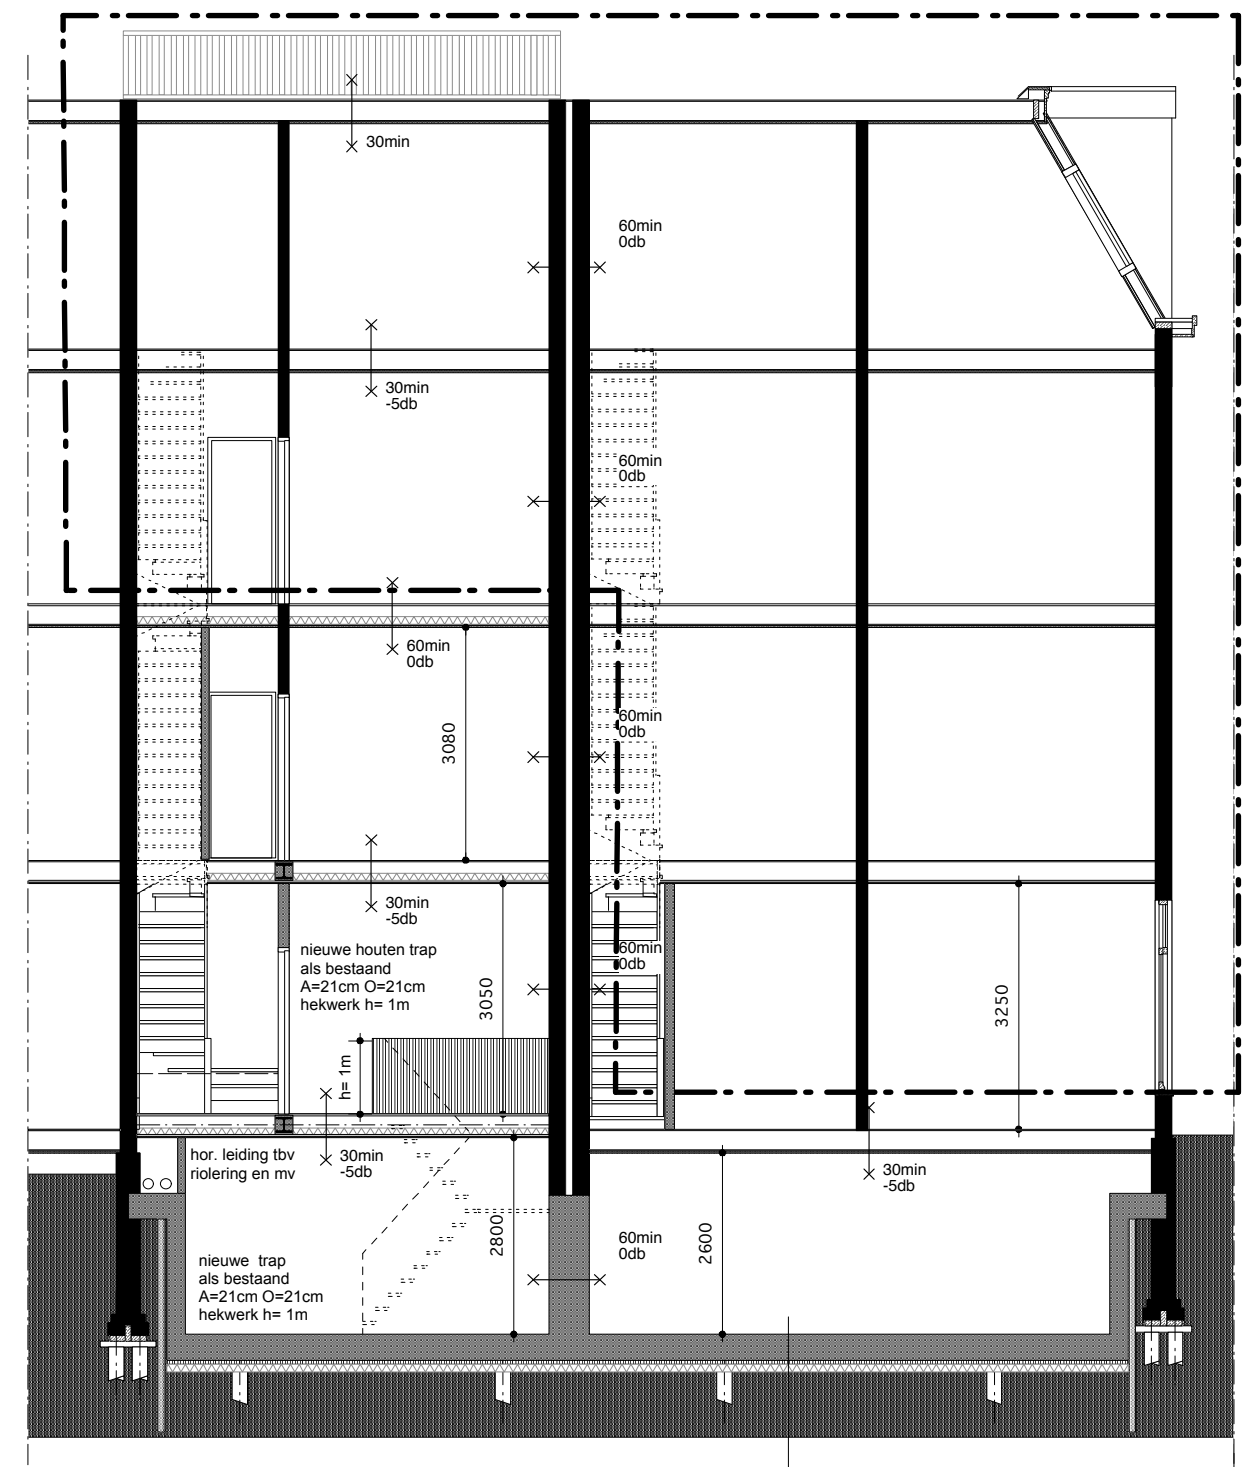 30min
60min
0db
30min
-5db
60min
0db
60min
0db
3080
60min
0db
30min
-5db
nieuwe houten trap
als bestaand
A=21cm O=21cm
hekwerk h= 1m
3050
60min
0db
3250
h= 1m
hor. leiding tbv
riolering en mv
30min
-5db
30min
-5db
2800
60min
0db
2600
nieuwe trap
als bestaand
A=21cm O=21cm
hekwerk h= 1m